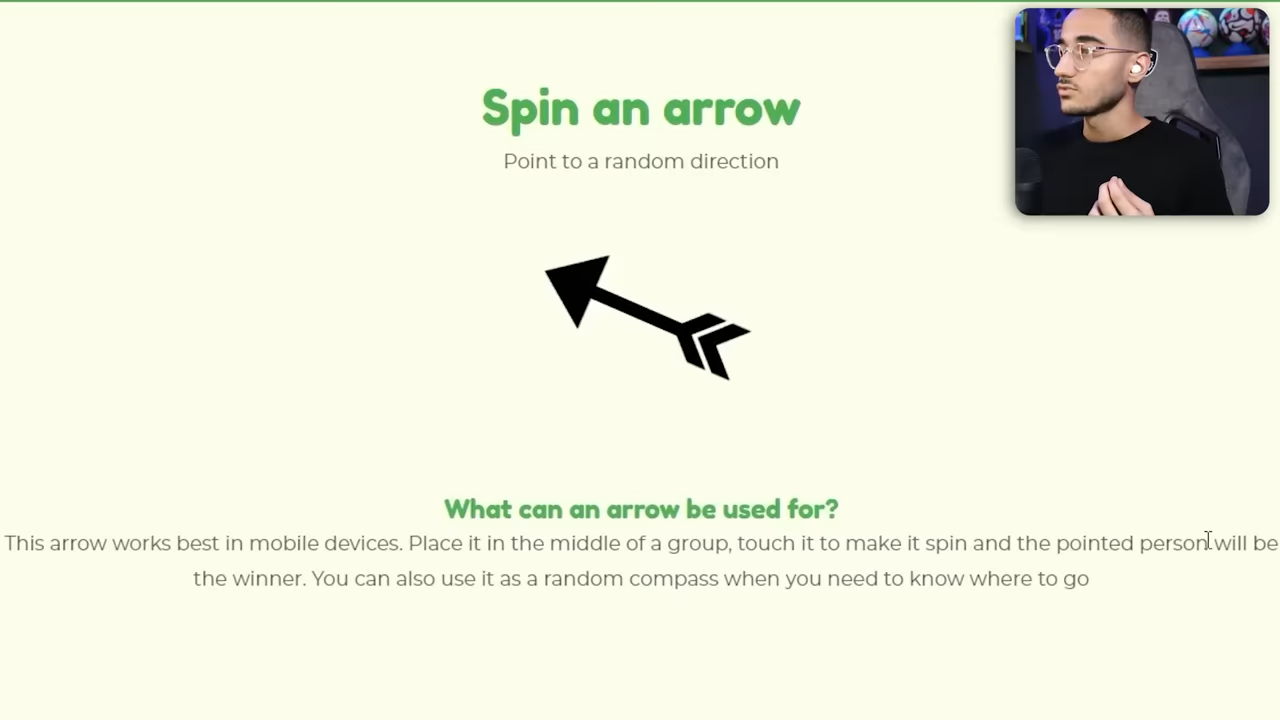 Spin an arrow
Point to a random direction
What can an arrow be used for?
This arrow works best in mobile devices. Place it in the middle of a group, touch it to make it spin and the pointed person will be
the winner. You can also use it as a random compass when you need to know where to go